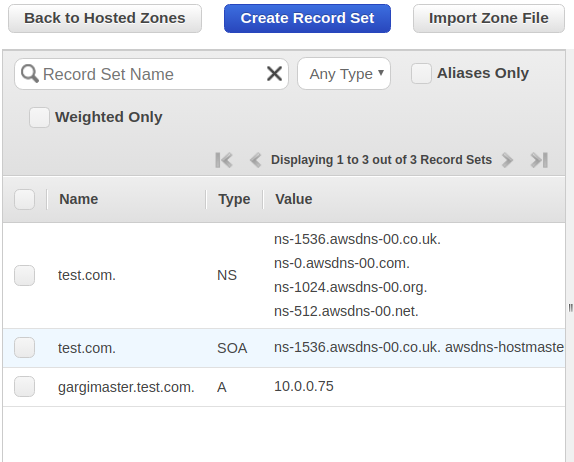 Back to Hosted Zones Create Record Set Import Zone File
Record Set Name Any Type Aliases Only
Weighted Only
Displaying 1 to 3 out of 3 Record Sets
Name Type Value
test.com. NS ns-1536.awsdns-00.co.uk.
ns-0.awsdns-00.com.
ns-1024.awsdns-00.org.
ns-512.awsdns-00.net.
test.com. SOA ns-1536.awsdns-00.co.uk. awsdns-hostmaste
gargimaster.test.com. A 10.0.0.75